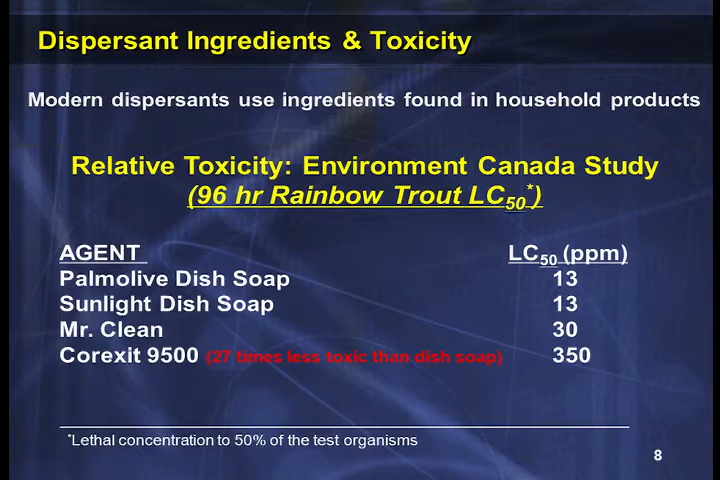 Dispersant Ingredients & Toxicity
Modern dispersants use ingredients found in household products
Relative Toxicity: Environment Canada Study
(96 hr Rainbow Trout LC50*)
AGENT LC50 (ppm)
Palmolive Dish Soap 13
Sunlight Dish Soap 13
Mr. Clean 30
Corexit 9500 (27 times less toxic than dish soap) 350
*Lethal concentration to 50% of the test organisms
8